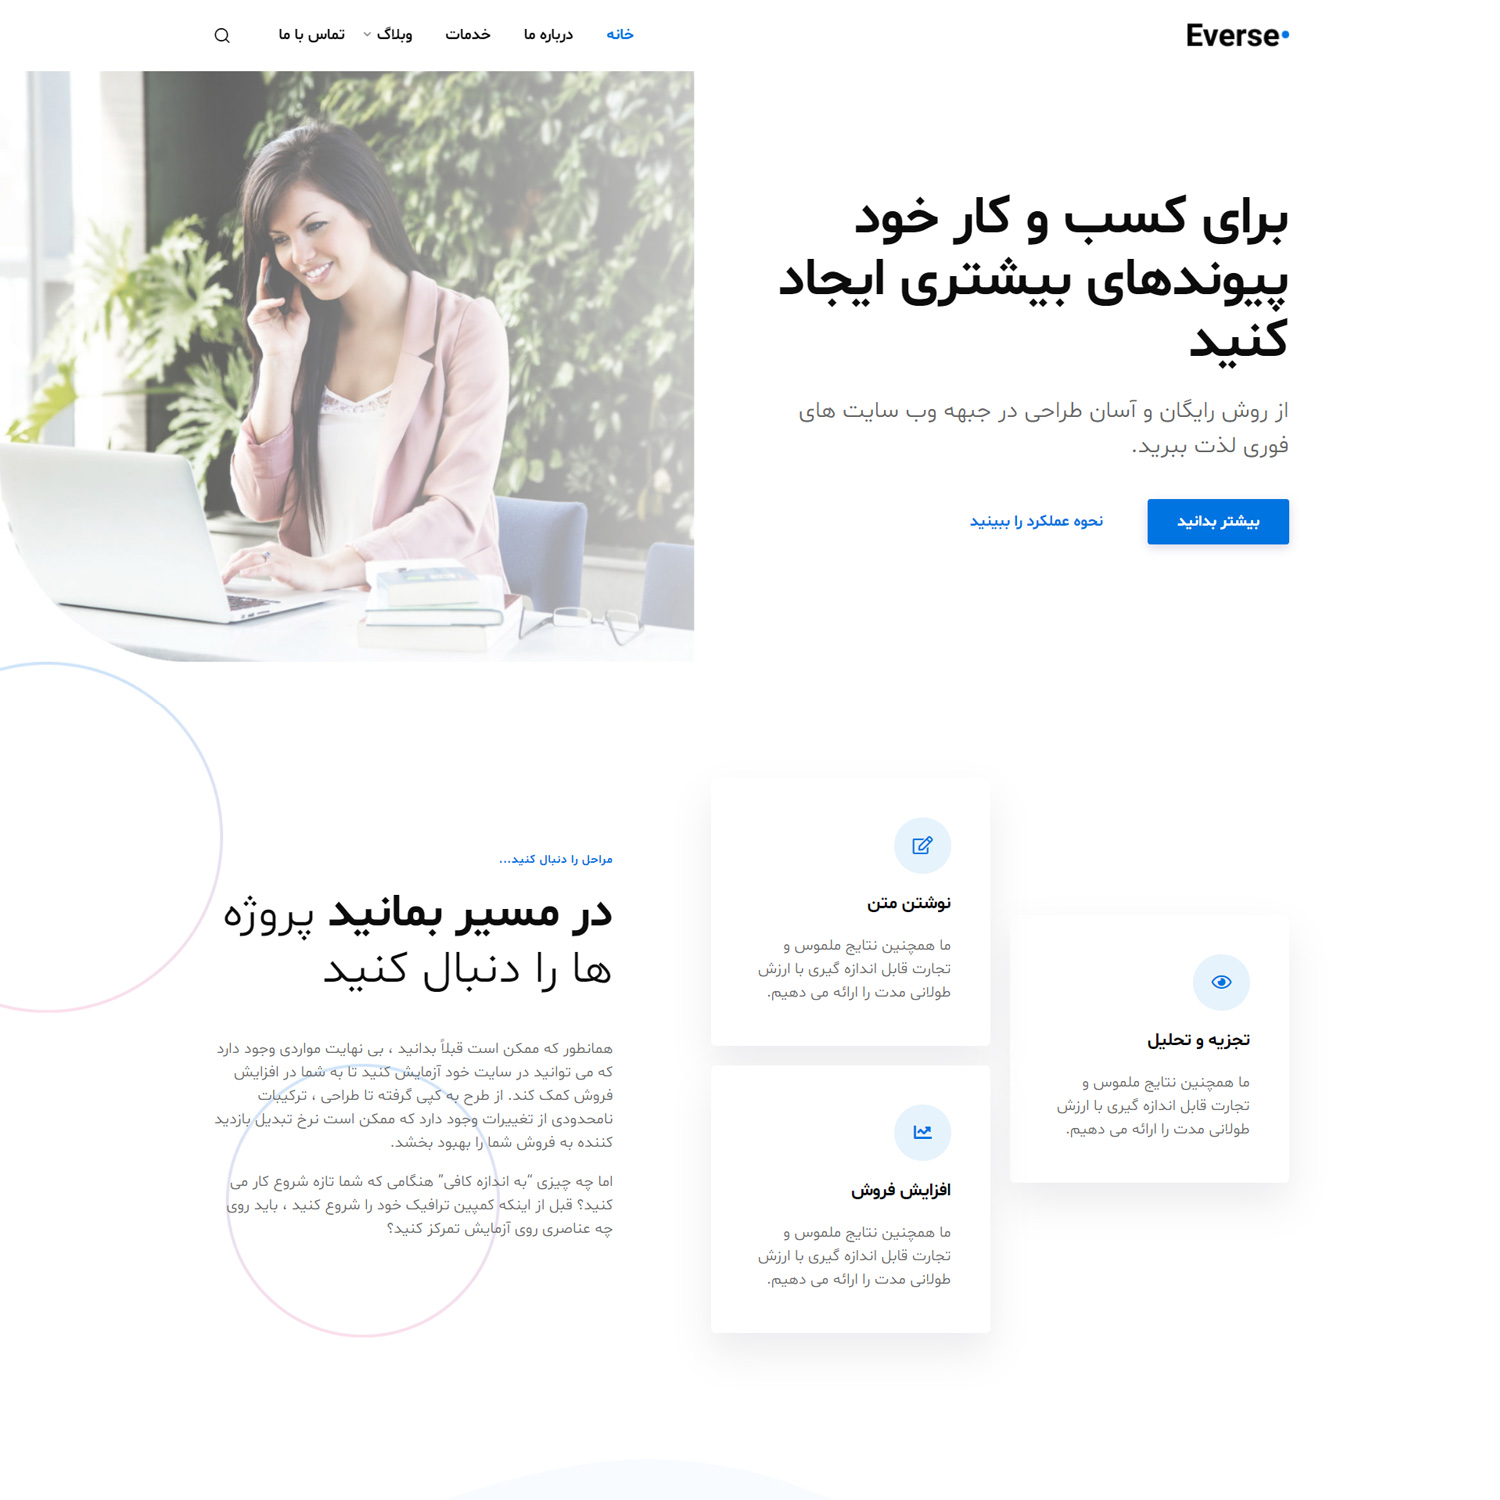 Everse
خانه
درباره ما
خدمات
وبلاگ
تماس با ما
برای کسب و کار خود
پیوندهای بیشتری ایجاد
کنید
از روش رایگان و آسان طراحی در جبهه وب سایت های
فوری لذت ببرید.
بیشتر بدانید
نحوه عملکرد را ببینید
تجزیه و تحلیل
ما همچنین نتایج ملموس و
تجارت قابل اندازه گیری با ارزش
طولانی مدت را ارائه می دهیم.
نوشتن متن
ما همچنین نتایج ملموس و
تجارت قابل اندازه گیری با ارزش
طولانی مدت را ارائه می دهیم.
افزایش فروش
ما همچنین نتایج ملموس و
تجارت قابل اندازه گیری با ارزش
طولانی مدت را ارائه می دهیم.
مراحل را دنبال کنید...
در مسیر بمانید پروژه
ها را دنبال کنید
همانطور که ممکن است قبلاً بدانید ، بی نهایت مواردی وجود دارد
که می توانید در سایت خود آزمایش کنید تا به شما در افزایش
فروش کمک کند. از طرح به کپی گرفته تا طراحی ، ترکیبات
نامحدودی از تغییرات وجود دارد که ممکن است نرخ تبدیل بازدید
کننده به فروش شما را بهبود بخشد.
اما چه چیزی "به اندازه کافی" هنگامی که شما تازه شروع کار می
کنید؟ قبل از اینکه کمپین ترافیک خود را شروع کنید ، باید روی
چه عناصری روی آزمایش تمرکز کنید؟